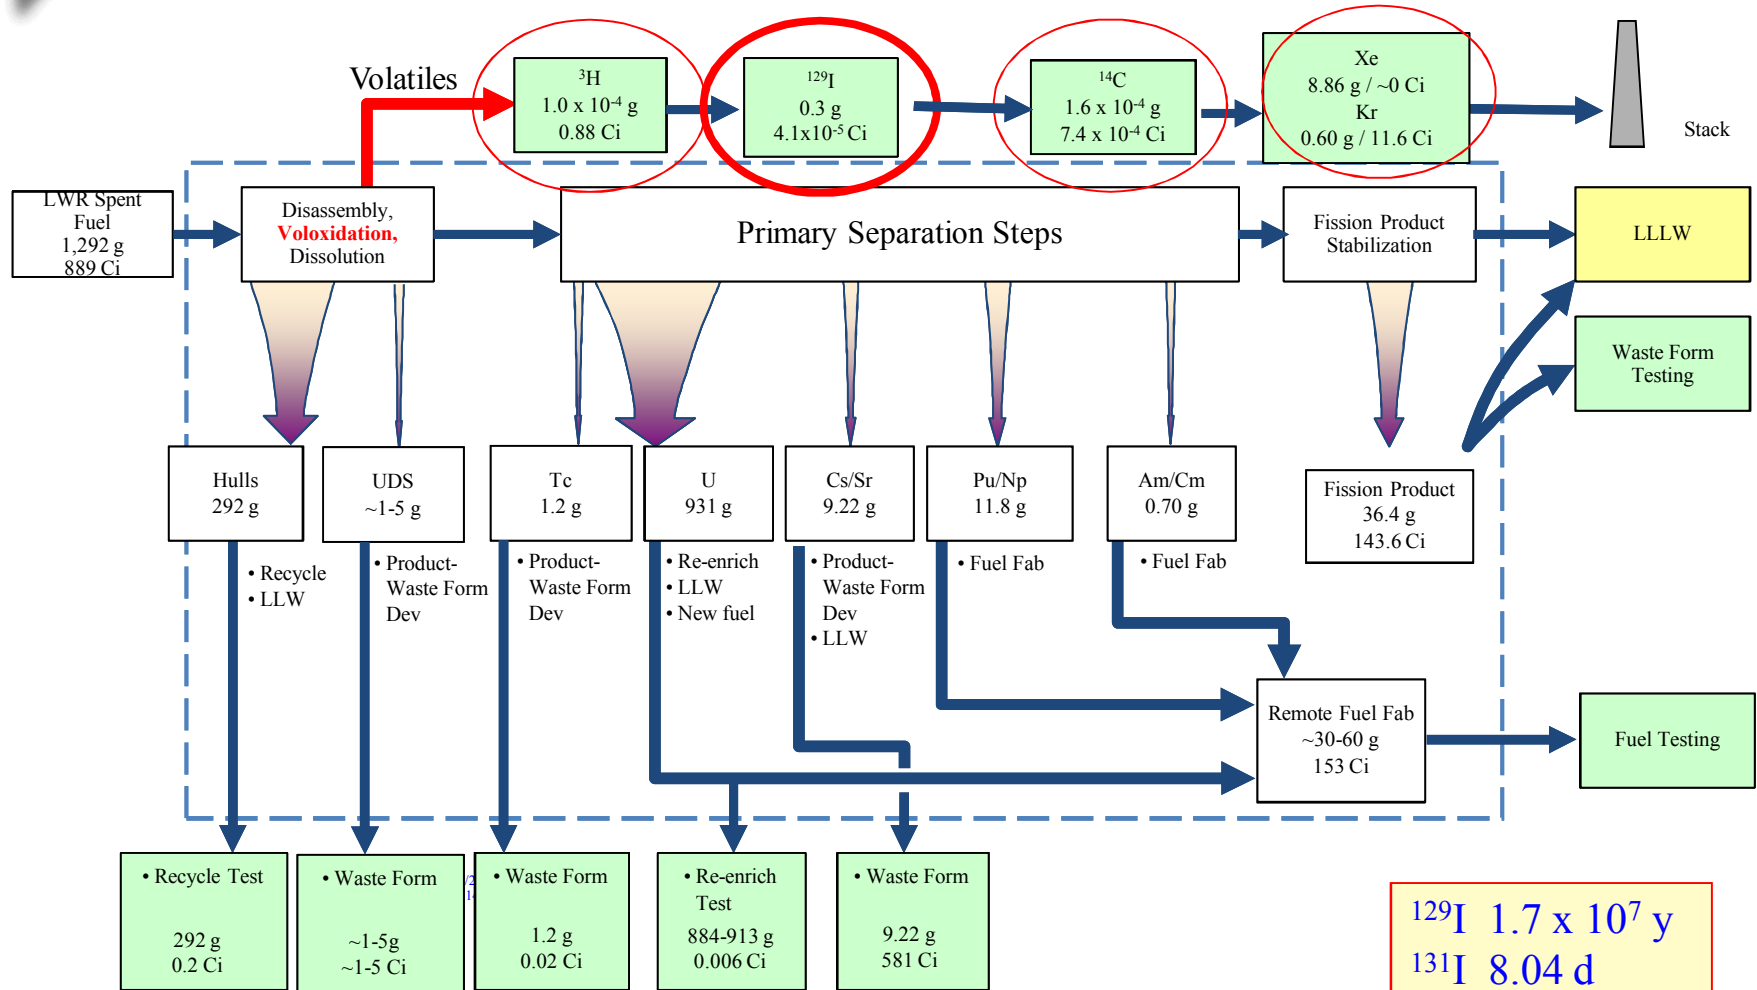 Volatiles
³H
1.0 x 10⁻⁴ g
0.88 Ci
¹²⁹I
0.3 g
4.1x10⁻⁵ Ci
¹⁴C
1.6 x 10⁻⁴ g
7.4 x 10⁻⁴ Ci
Xe
8.86 g / ~0 Ci
Kr
0.60 g / 11.6 Ci
Stack
LWR Spent
Fuel
1,292 g
889 Ci
Disassembly,
Voloxidation,
Dissolution
Primary Separation Steps
Fission Product
Stabilization
LLLW
Waste Form
Testing
Hulls
292 g
UDS
~1-5 g
Tc
1.2 g
U
931 g
Cs/Sr
9.22 g
Pu/Np
11.8 g
Am/Cm
0.70 g
Fission Product
36.4 g
143.6 Ci
• Recycle
• LLW
• Product-
Waste Form
Dev
• Product-
Waste Form
Dev
• Re-enrich
• LLW
• New fuel
• Product-
Waste Form
Dev
• LLW
• Fuel Fab
• Fuel Fab
Remote Fuel Fab
~30-60 g
153 Ci
Fuel Testing
• Recycle Test
292 g
0.2 Ci
• Waste Form
~1-5g
~1-5 Ci
• Waste Form
1.2 g
0.02 Ci
• Re-enrich
Test
884-913 g
0.006 Ci
• Waste Form
9.22 g
581 Ci
¹²⁹I 1.7 x 10⁷ y
¹³¹I 8.04 d